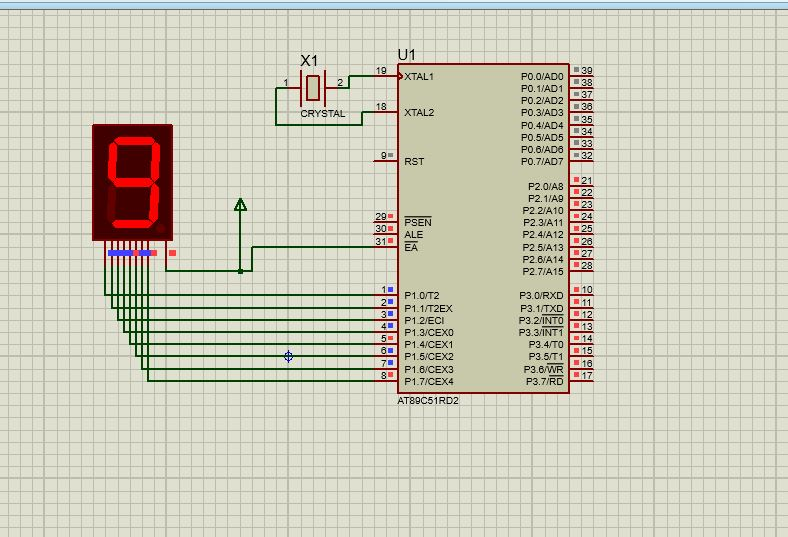 X1
1
2
CRYSTAL
U1
19
XTAL1
18
XTAL2
9
RST
29
PSEN
30
ALE
31
EA
1
P1.0/T2
2
P1.1/T2EX
3
P1.2/ECI
4
P1.3/CEX0
5
P1.4/CEX1
6
P1.5/CEX2
7
P1.6/CEX3
8
P1.7/CEX4
P0.0/AD0
39
P0.1/AD1
38
P0.2/AD2
37
P0.3/AD3
36
P0.4/AD4
35
P0.5/AD5
34
P0.6/AD6
33
P0.7/AD7
32
P2.0/A8
21
P2.1/A9
22
P2.2/A10
23
P2.3/A11
24
P2.4/A12
25
P2.5/A13
26
P2.6/A14
27
P2.7/A15
28
P3.0/RXD
10
P3.1/TXD
11
P3.2/INT0
12
P3.3/INT1
13
P3.4/T0
14
P3.5/T1
15
P3.6/WR
16
P3.7/RD
17
AT89C51RD2
9